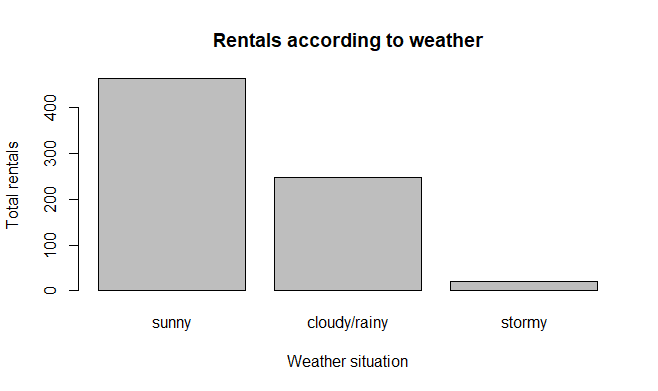 Rentals according to weather
Total rentals
400
300
200
100
0
sunny
cloudy/rainy
stormy
Weather situation